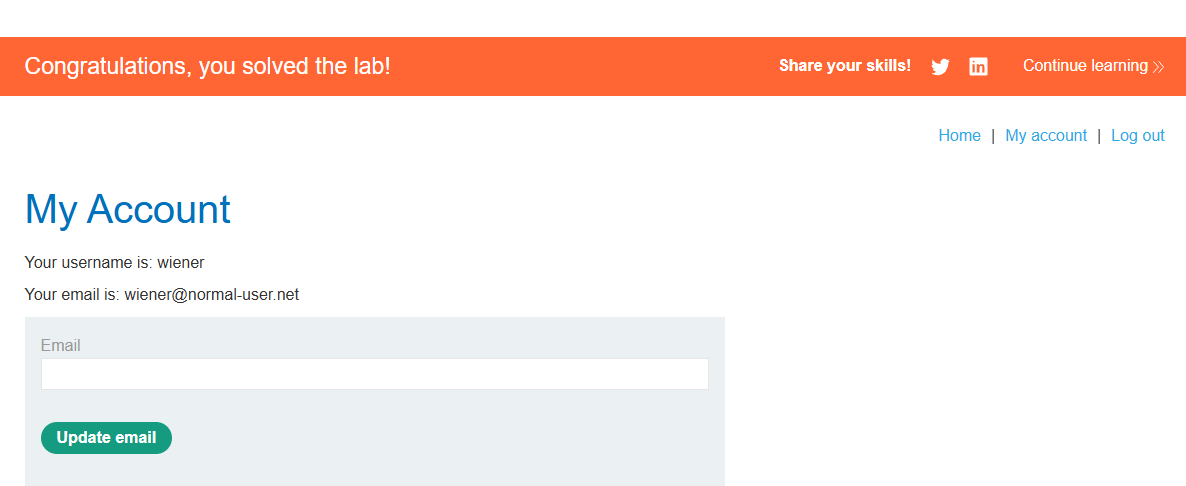 Congratulations, you solved the lab!
Share your skills!
Continue learning
Home | My account | Log out
My Account
Your username is: wiener
Your email is: wiener@normal-user.net
Email
Update email